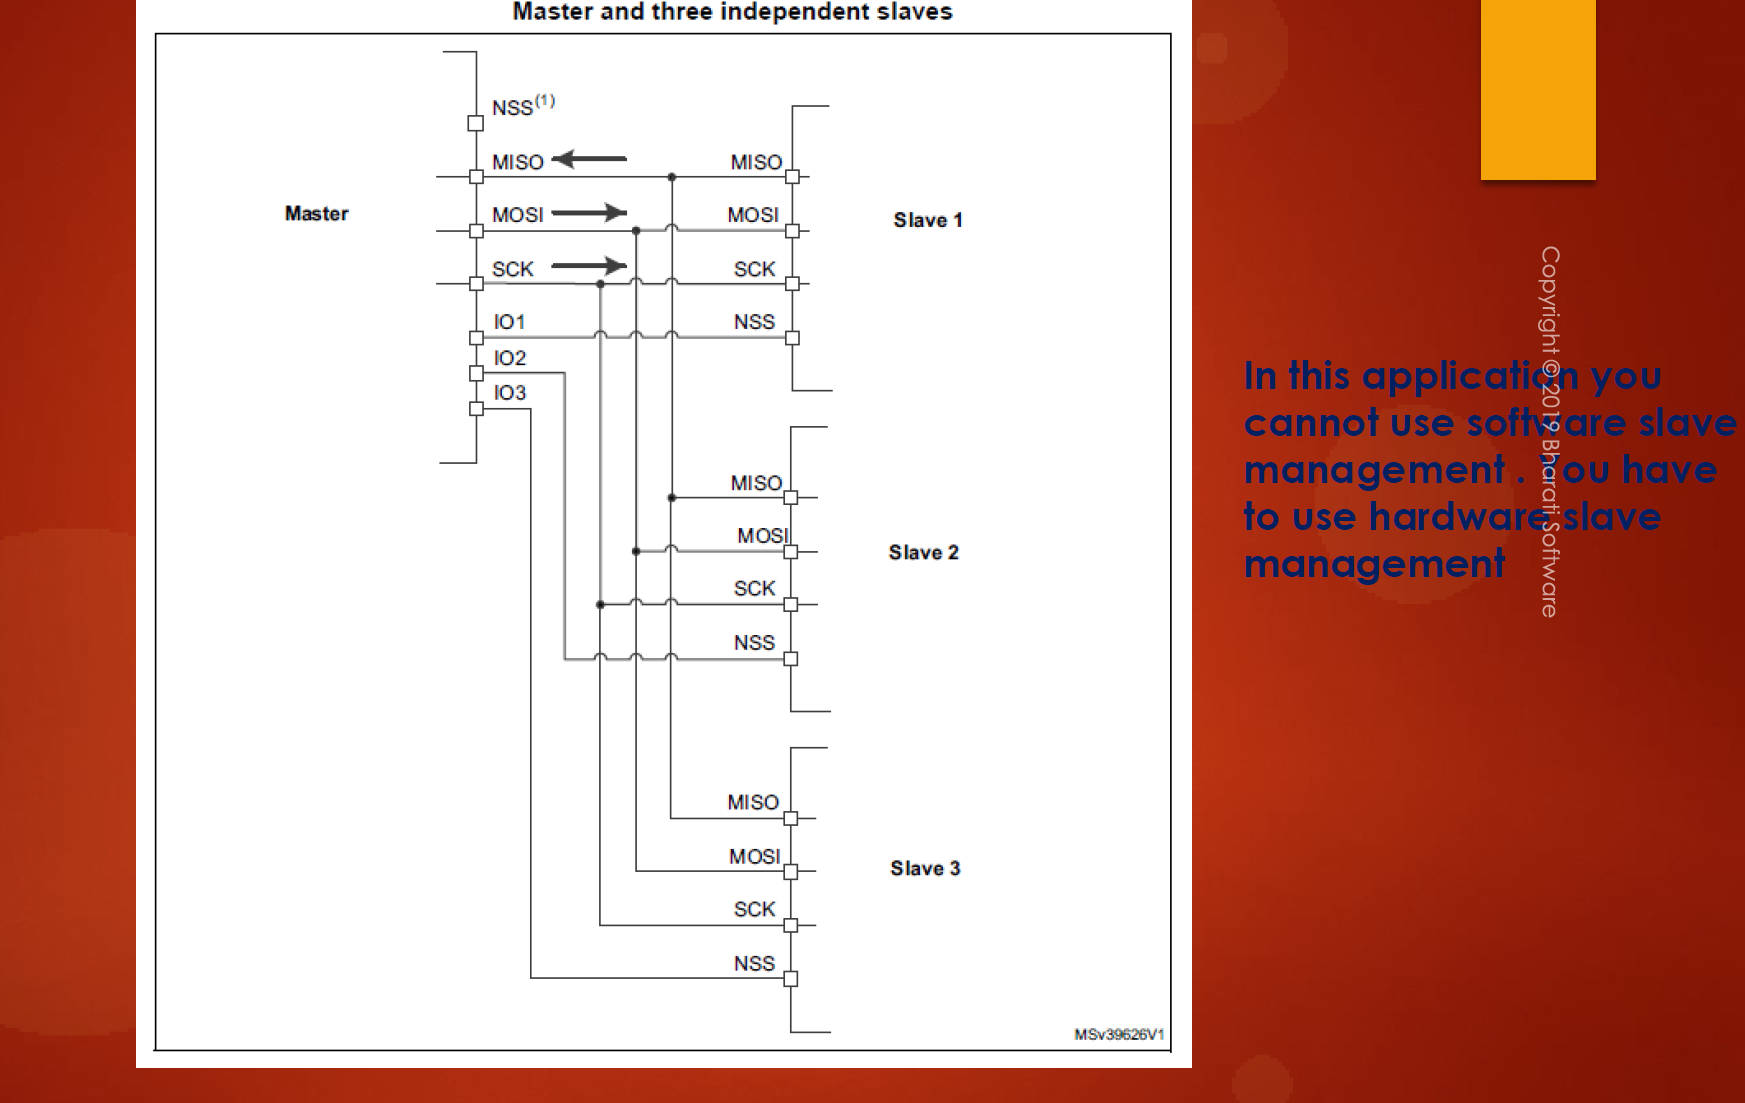 Master and three independent slaves
NSS(1)
MISO
MOSI
SCK
IO1
IO2
IO3
Master
MISO
MOSI
SCK
NSS
Slave 1
MISO
MOSI
SCK
NSS
Slave 2
MISO
MOSI
SCK
NSS
Slave 3
MSv39626V1
In this application you
cannot use software slave
management . You have
to use hardware slave
management
Copyright © 2019 Bharati Software